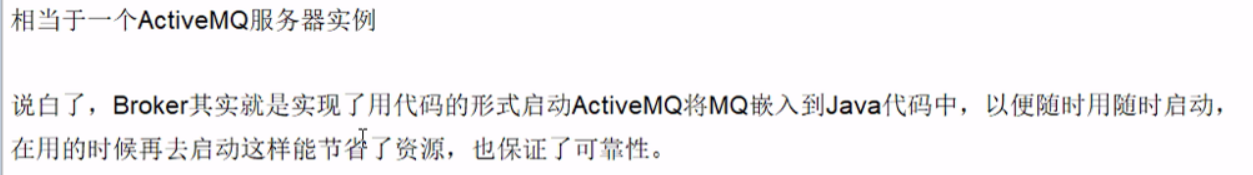 相当于一个ActiveMQ服务器实例
说白了，Broker其实就是实现了用代码的形式启动ActiveMQ将MQ嵌入到Java代码中，以便随时用随时启动，
在用的时候再去启动这样能节省了资源，也保证了可靠性。